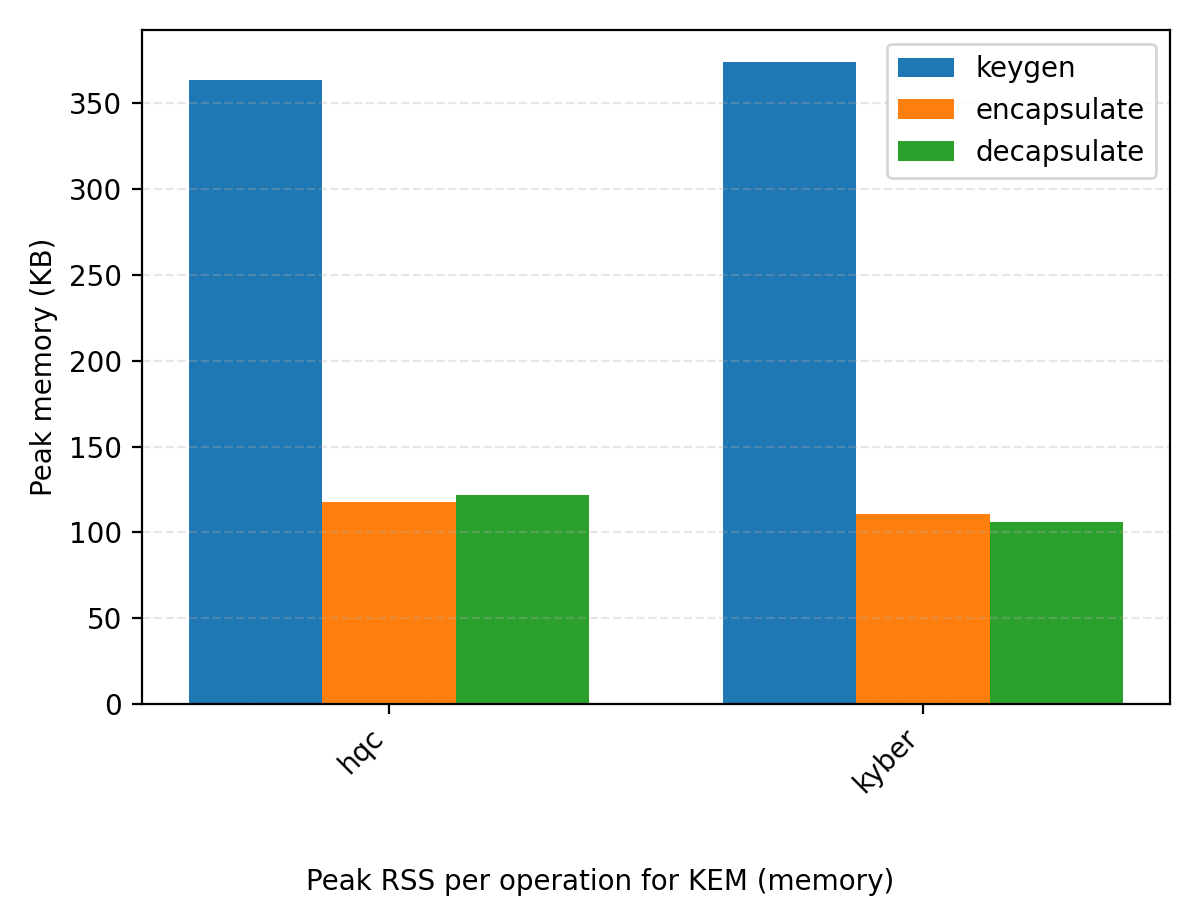 keygen
encapsulate
decapsulate
Peak memory (KB)
350
300
250
200
150
100
50
0
hqc
kyber
Peak RSS per operation for KEM (memory)